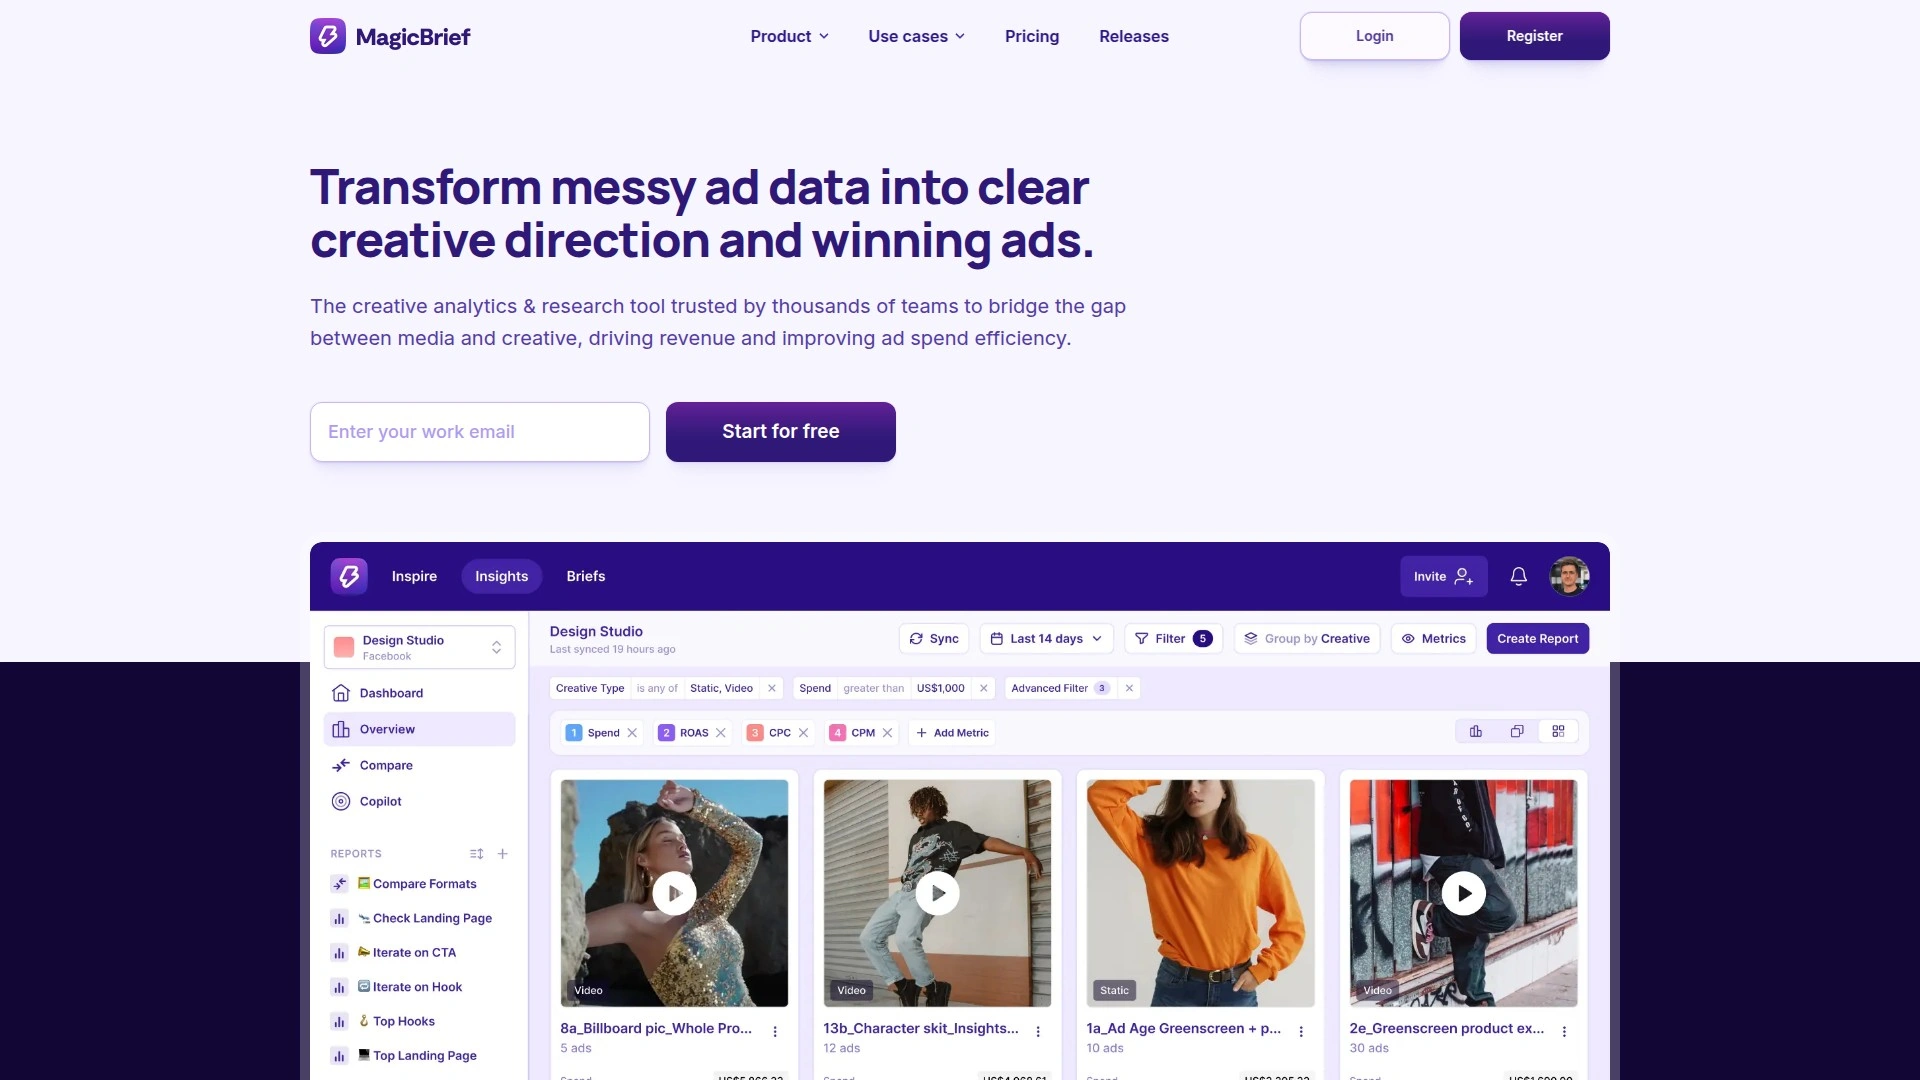 MagicBrief
Product
Use cases
Pricing
Releases
Login
Register
Transform messy ad data into clear
creative direction and winning ads.
The creative analytics & research tool trusted by thousands of teams to bridge the gap
between media and creative, driving revenue and improving ad spend efficiency.
Enter your work email
Start for free
Inspire
Insights
Briefs
Invite
Design Studio
Facebook
Dashboard
Overview
Compare
Copilot
REPORTS
Compare Formats
Check Landing Page
Iterate on CTA
Iterate on Hook
Top Hooks
Top Landing Page
Design Studio
Last synced 19 hours ago
Sync
Last 14 days
Filter 5
Group by Creative
Metrics
Create Report
Creative Type is any of Static, Video
Spend greater than US$1,000
Advanced Filter 3
1 Spend
2 ROAS
3 CPC
4 CPM
Add Metric
Video
8a_Billboard pic_Whole Pro...
5 ads
Video
13b_Character skit_Insights...
12 ads
Static
1a_Ad Age Greenscreen + p...
10 ads
Video
2e_Greenscreen product ex...
30 ads